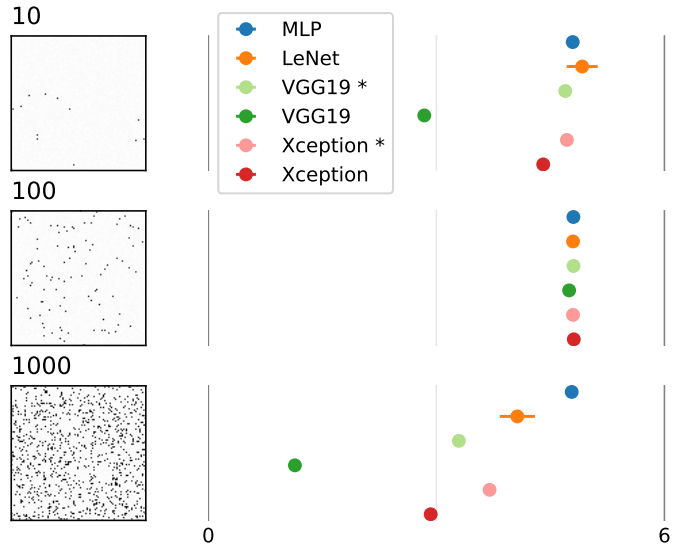 10
MLP
LeNet
VGG19 *
VGG19
Xception *
Xception
100
1000
0
6